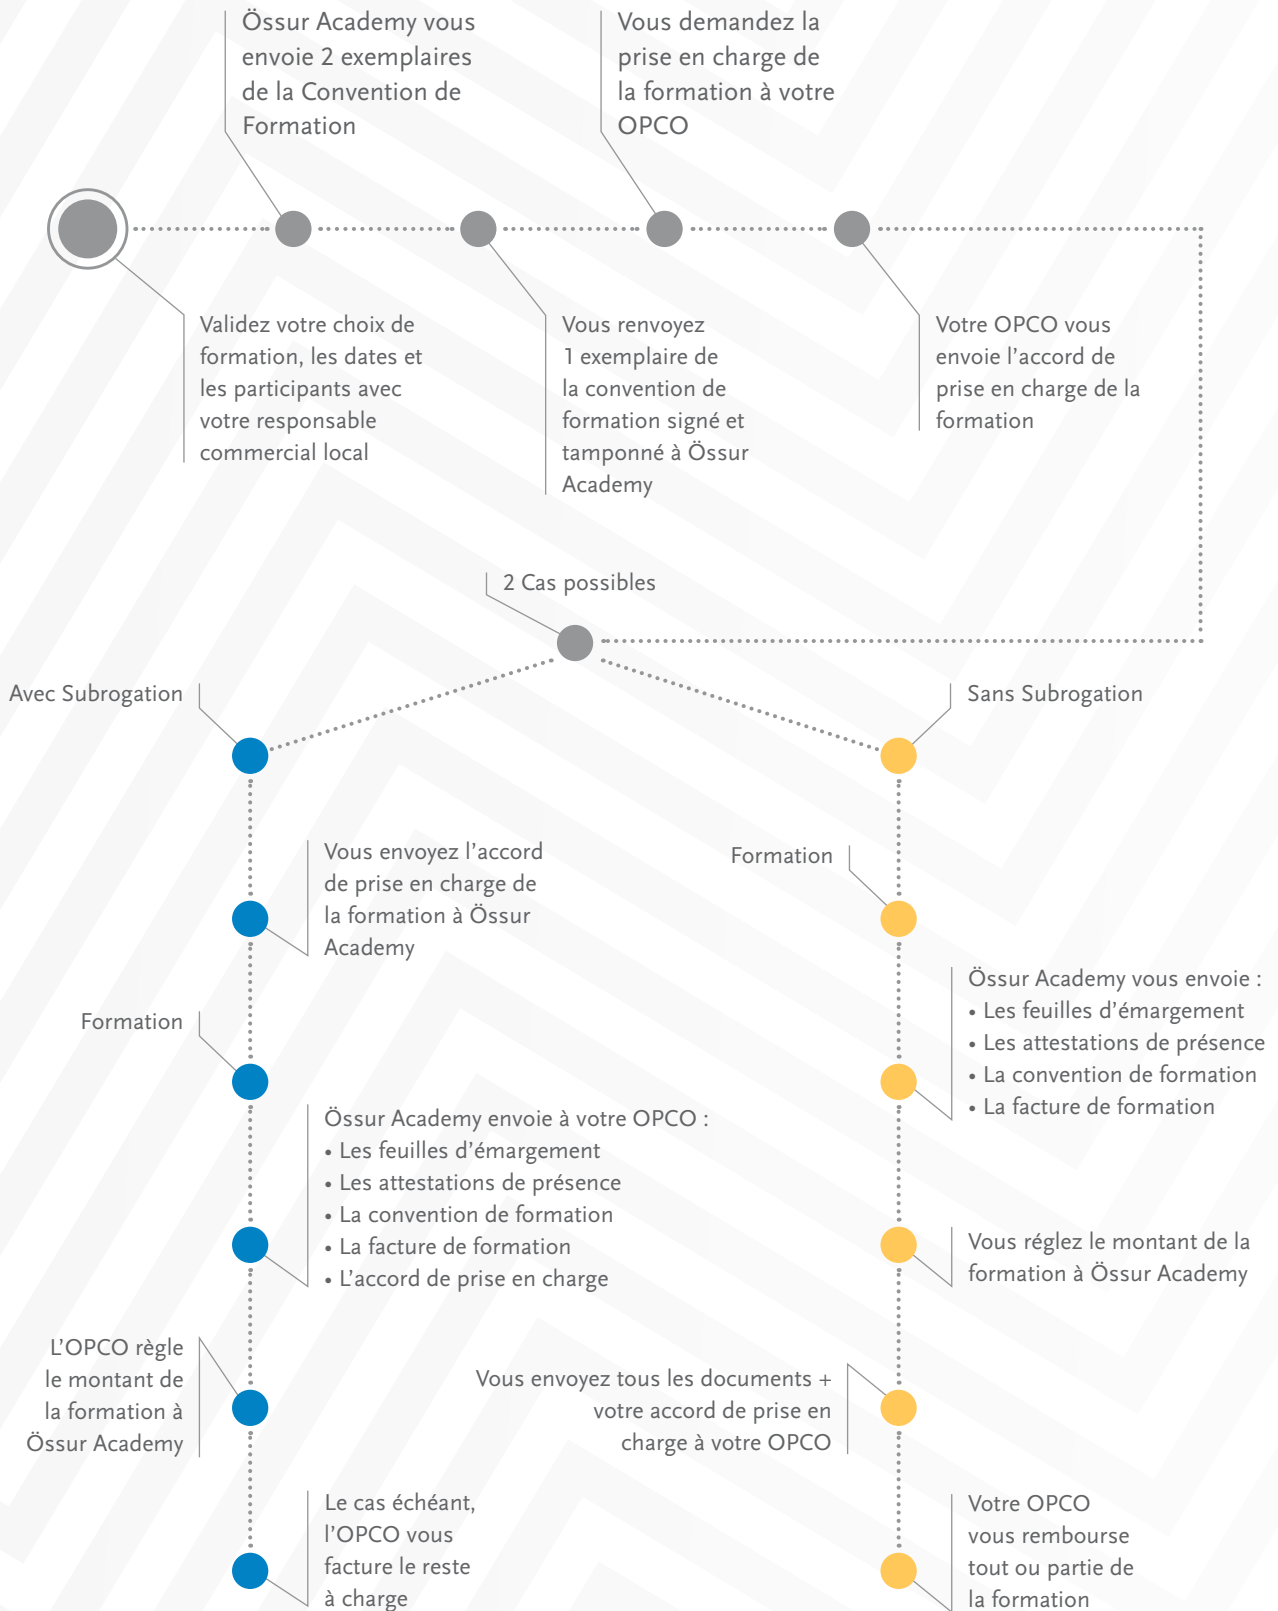 Össur Academy vous
envoie 2 exemplaires
de la Convention de
Formation
Vous demandez la
prise en charge de
la formation à votre
OPCO
Validez votre choix de
formation, les dates et
les participants avec
votre responsable
commercial local
Vous renvoyez
1 exemplaire de
la convention de
formation signé et
tamponné à Össur
Academy
Votre OPCO vous
envoie l’accord de
prise en charge de la
formation
2 Cas possibles
Avec Subrogation
Vous envoyez l’accord
de prise en charge de
la formation à Össur
Academy
Formation
Össur Academy envoie à votre OPCO :
• Les feuilles d’émargement
• Les attestations de présence
• La convention de formation
• La facture de formation
• L’accord de prise en charge
L’OPCO règle
le montant de
la formation à
Össur Academy
Le cas échéant,
l’OPCO vous
facture le reste
à charge
Sans Subrogation
Formation
Össur Academy vous envoie :
• Les feuilles d’émargement
• Les attestations de présence
• La convention de formation
• La facture de formation
Vous réglez le montant de la
formation à Össur Academy
Vous envoyez tous les documents +
votre accord de prise en
charge à votre OPCO
Votre OPCO
vous rembourse
tout ou partie de
la formation